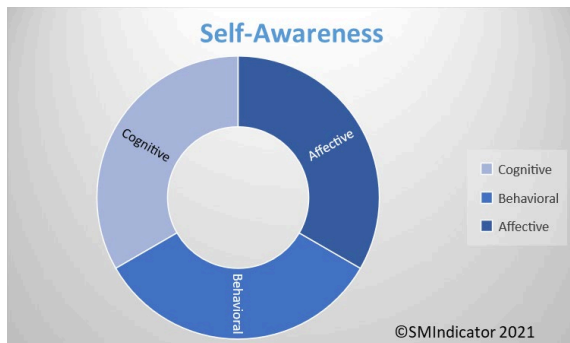 Self-Awareness
Cognitive
Affective
Behavioral
Cognitive
Behavioral
Affective
©SMIndicator 2021